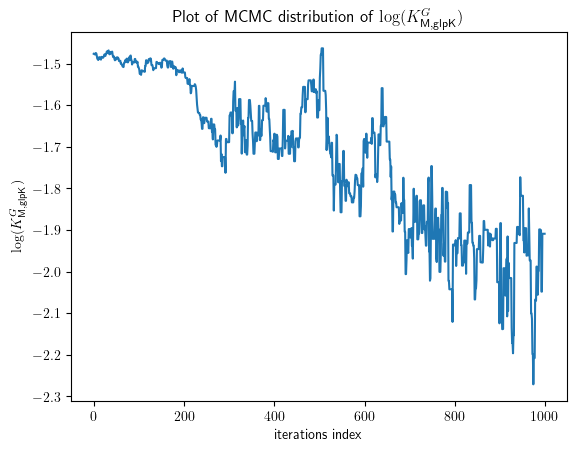 Plot of MCMC distribution of log(K^G_{M,glpK})
log(K^G_{M,glpK})
−1.5
−1.6
−1.7
−1.8
−1.9
−2.0
−2.1
−2.2
−2.3
0 200 400 600 800 1000
iterations index